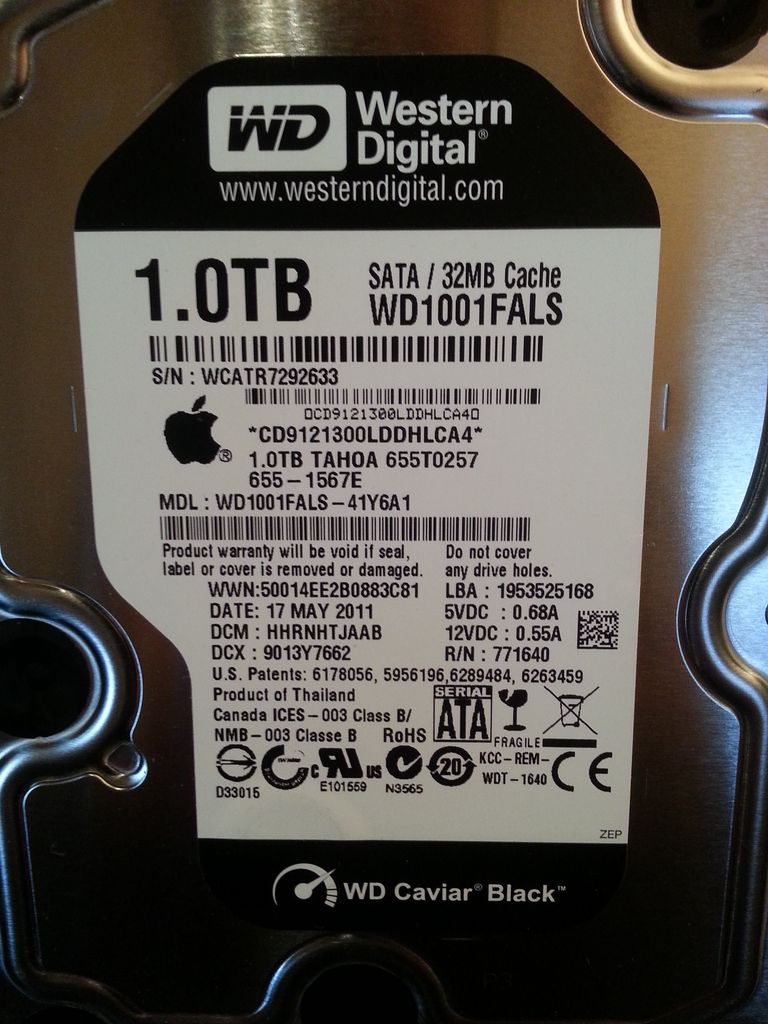 WD Western Digital®
www.westerndigital.com
1.0TB SATA / 32MB Cache
WD1001FALS
S/N : WCATR7292633
▯CD9121300LDDHLCA4▯
*CD9121300LDDHLCA4*
®
1.0TB TAHOA 655T0257
655-1567E
MDL : WD1001FALS-41Y6A1
Product warranty will be void if seal,
label or cover is removed or damaged.
Do not cover
any drive holes.
WWN:50014EE2B0883C81 LBA : 1953525168
DATE: 17 MAY 2011 5VDC : 0.68A
DCM : HHRNHTJAAB 12VDC : 0.55A
DCX : 9013Y7662 R/N : 771640
U.S. Patents: 6178056, 5956196,6289484, 6263459
Product of Thailand
Canada ICES-003 Class B/
NMB-003 Classe B RoHS
SERIAL
ATA
FRAGILE
D33015
c RU US
E101559
N3565
20
KCC-REM-
WDT-1640
CE
ZEP
WD Caviar® Black™